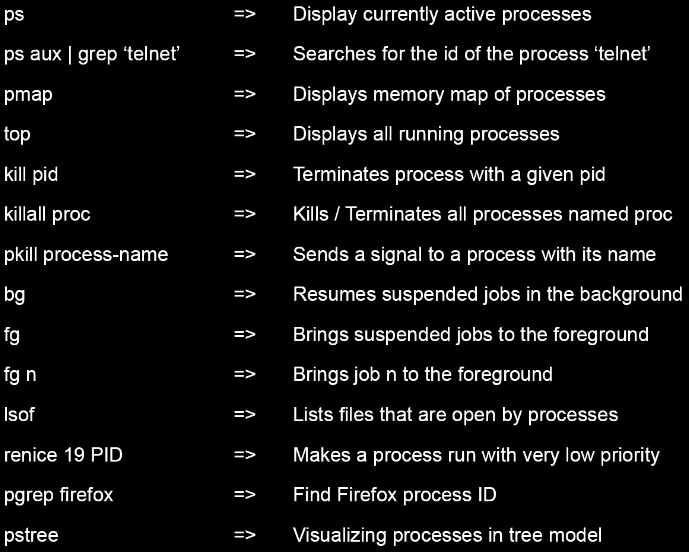 ps => Display currently active processes
ps aux | grep ‘telnet’ => Searches for the id of the process ‘telnet’
pmap => Displays memory map of processes
top => Displays all running processes
kill pid => Terminates process with a given pid
killall proc => Kills / Terminates all processes named proc
pkill process-name => Sends a signal to a process with its name
bg => Resumes suspended jobs in the background
fg => Brings suspended jobs to the foreground
fg n => Brings job n to the foreground
lsof => Lists files that are open by processes
renice 19 PID => Makes a process run with very low priority
pgrep firefox => Find Firefox process ID
pstree => Visualizing processes in tree model